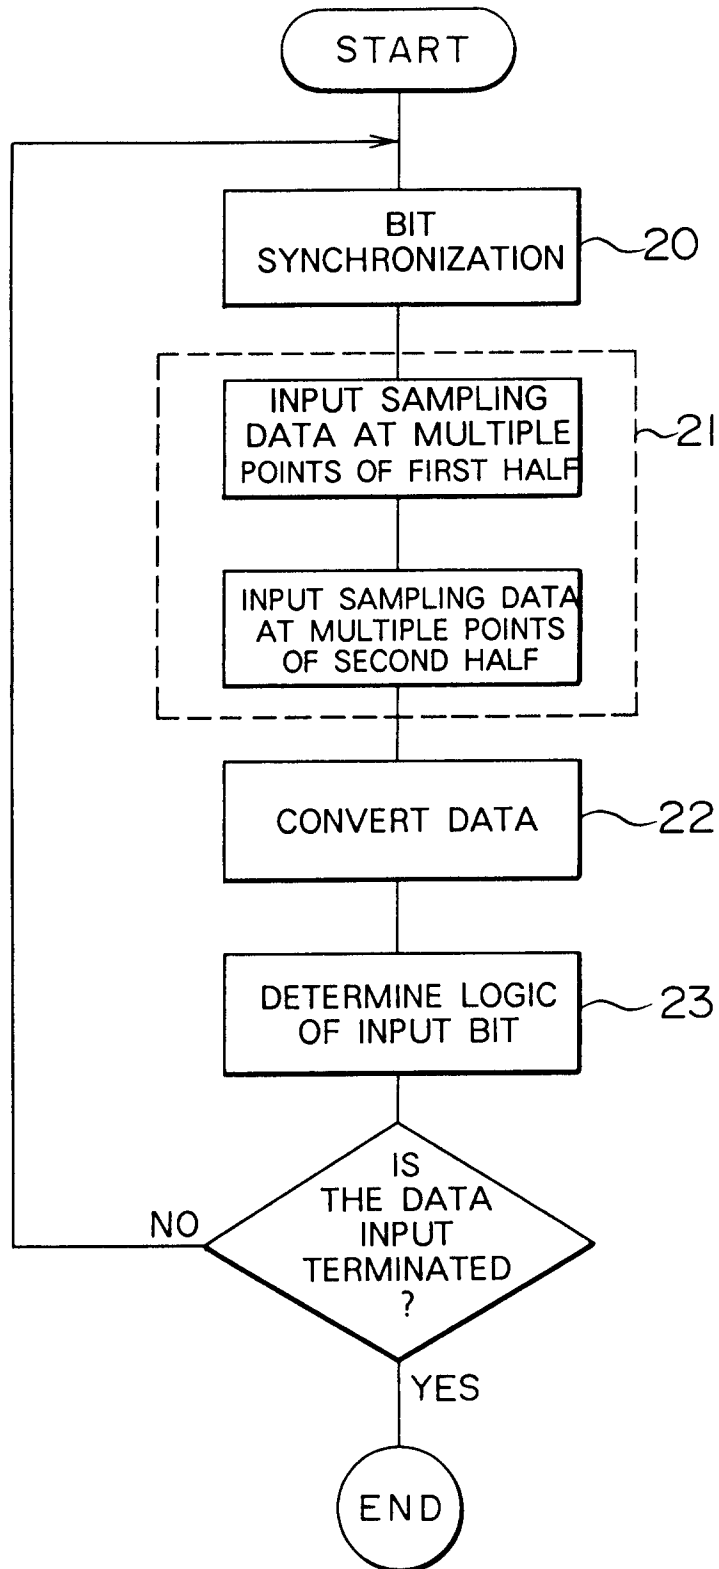 START
BIT
SYNCHRONIZATION
20
INPUT SAMPLING
DATA AT MULTIPLE
POINTS OF FIRST HALF
21
INPUT SAMPLING DATA
AT MULTIPLE POINTS
OF SECOND HALF
CONVERT DATA
22
DETERMINE LOGIC
OF INPUT BIT
23
IS
THE DATA
INPUT
TERMINATED
?
NO
YES
END